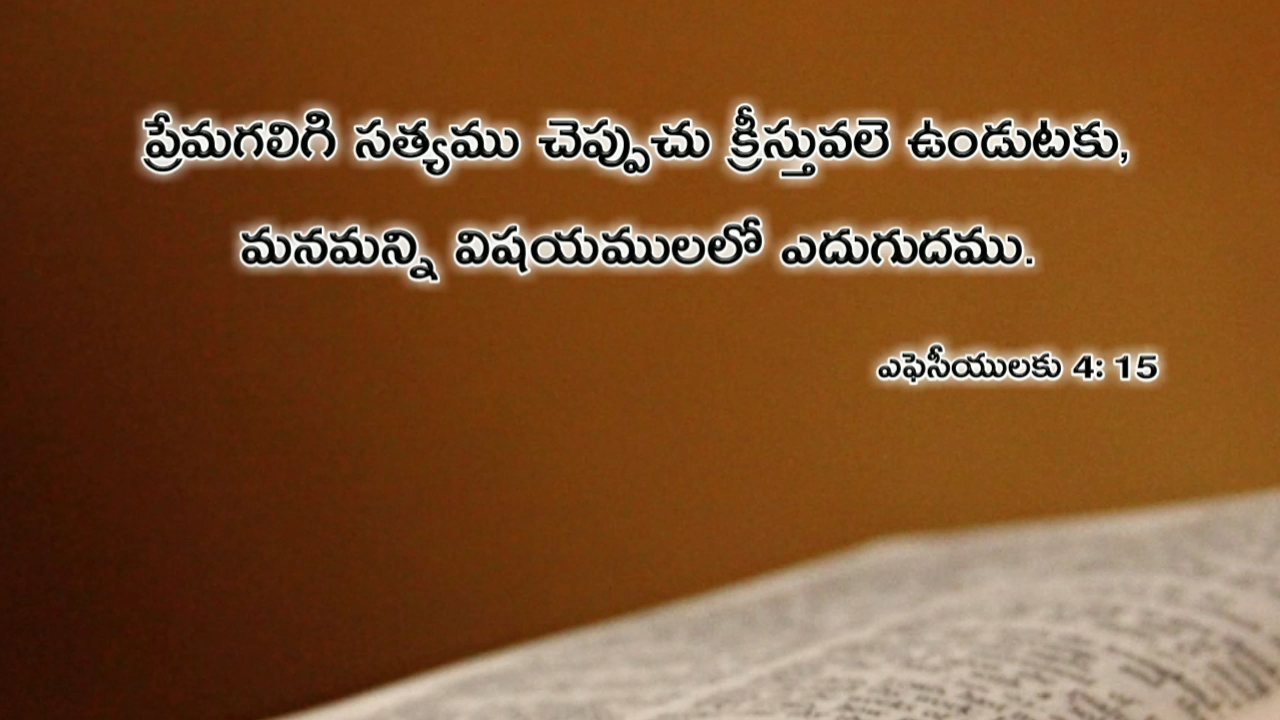 ప్రేమగలిగి సత్యము చెప్పుచు క్రీస్తువలె ఉండుటకు,
మనమన్ని విషయములలో ఎదుగుదము.
ఎఫెసీయులకు 4: 15